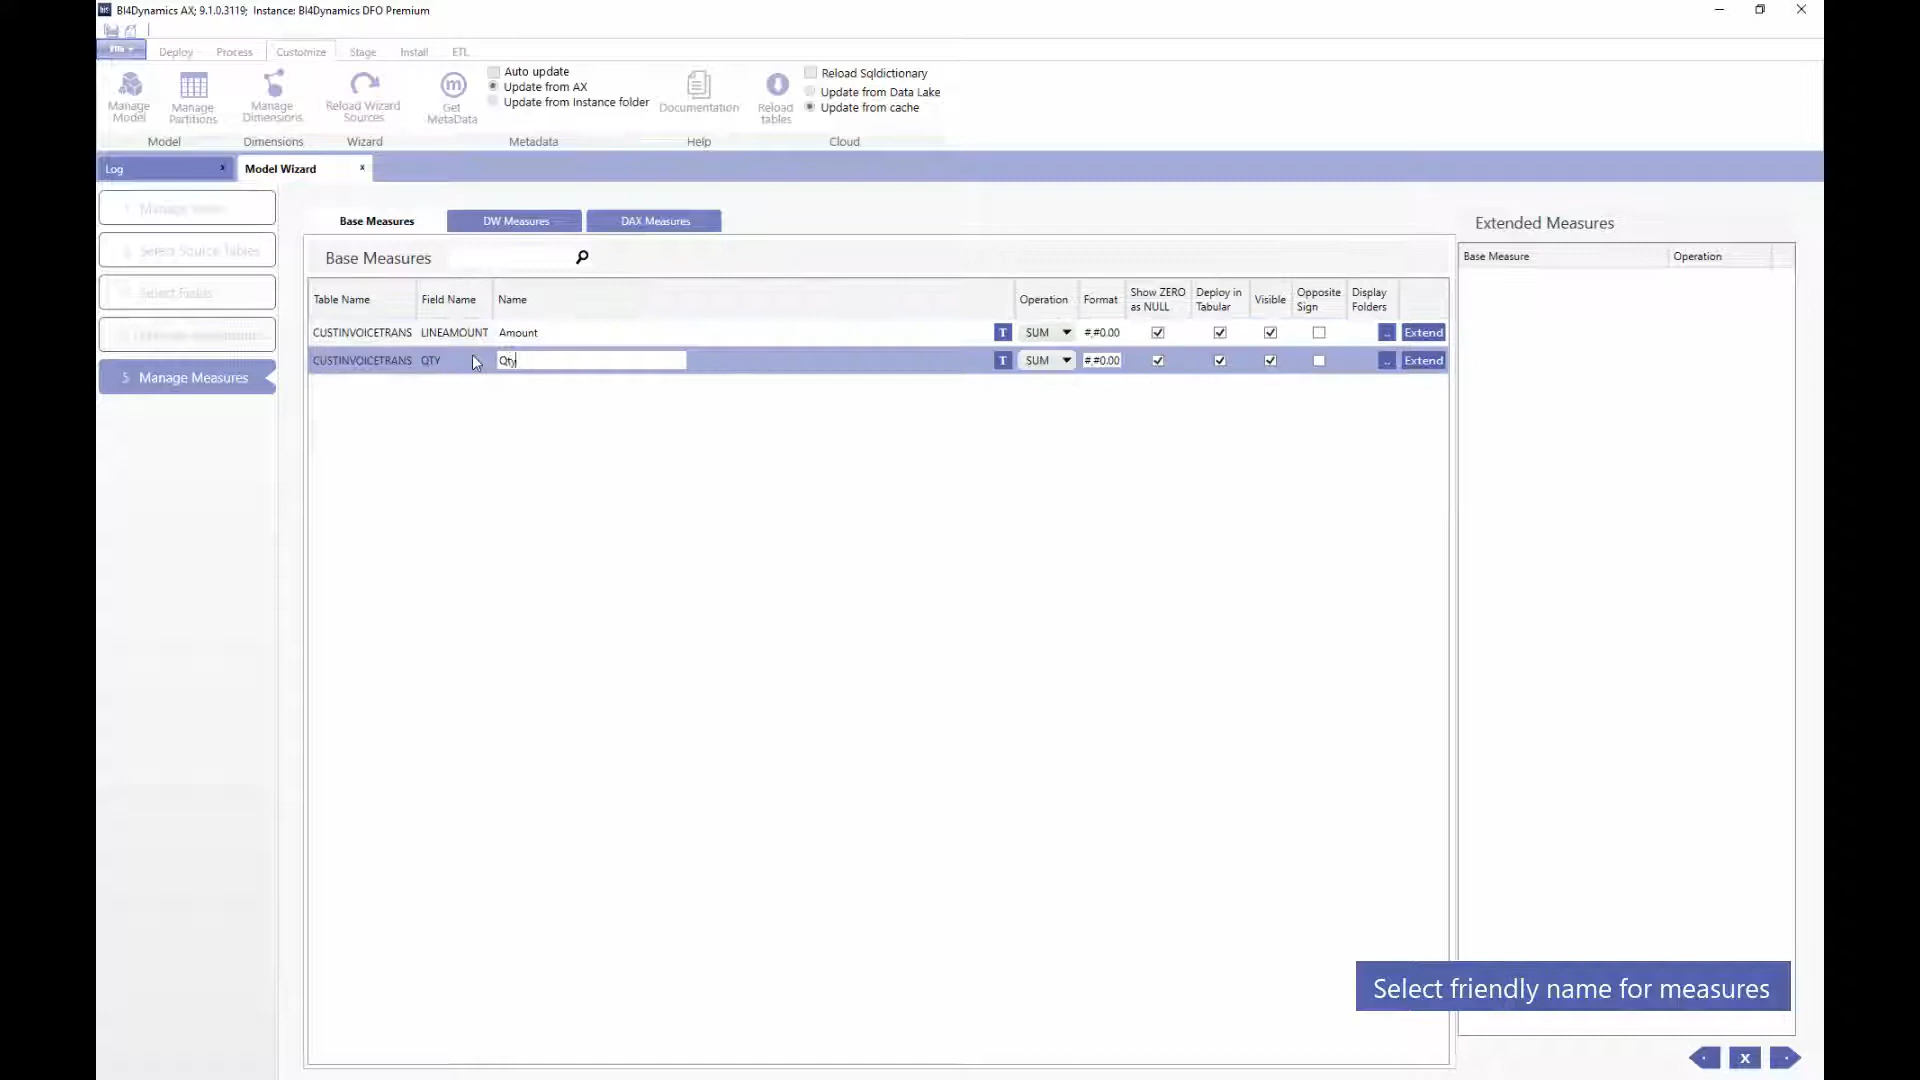 BI4Dynamics AX; 9.1.0.3119; Instance: BI4Dynamics DFO Premium
File
Deploy
Process
Customize
Stage
Install
ETL
Manage Model
Manage Partitions
Manage Dimensions
Reload Wizard Sources
Get MetaData
Auto update
Update from AX
Update from Instance folder
Documentation
Reload tables
Reload Sqldictionary
Update from Data Lake
Update from cache
Model
Dimensions
Wizard
Metadata
Help
Cloud
Log x
Model Wizard x
Select Source Tables
Select Fields
5 Manage Measures
Base Measures
DW Measures
DAX Measures
Base Measures
Table Name Field Name Name Operation Format Show ZERO as NULL Deploy in Tabular Visible Opposite Sign Display Folders
CUSTINVOICETRANS LINEAMOUNT Amount T SUM #,#0.00 .. Extend
CUSTINVOICETRANS QTY Qty T SUM #,#0.00 .. Extend
Extended Measures
Base Measure Operation
Select friendly name for measures
X